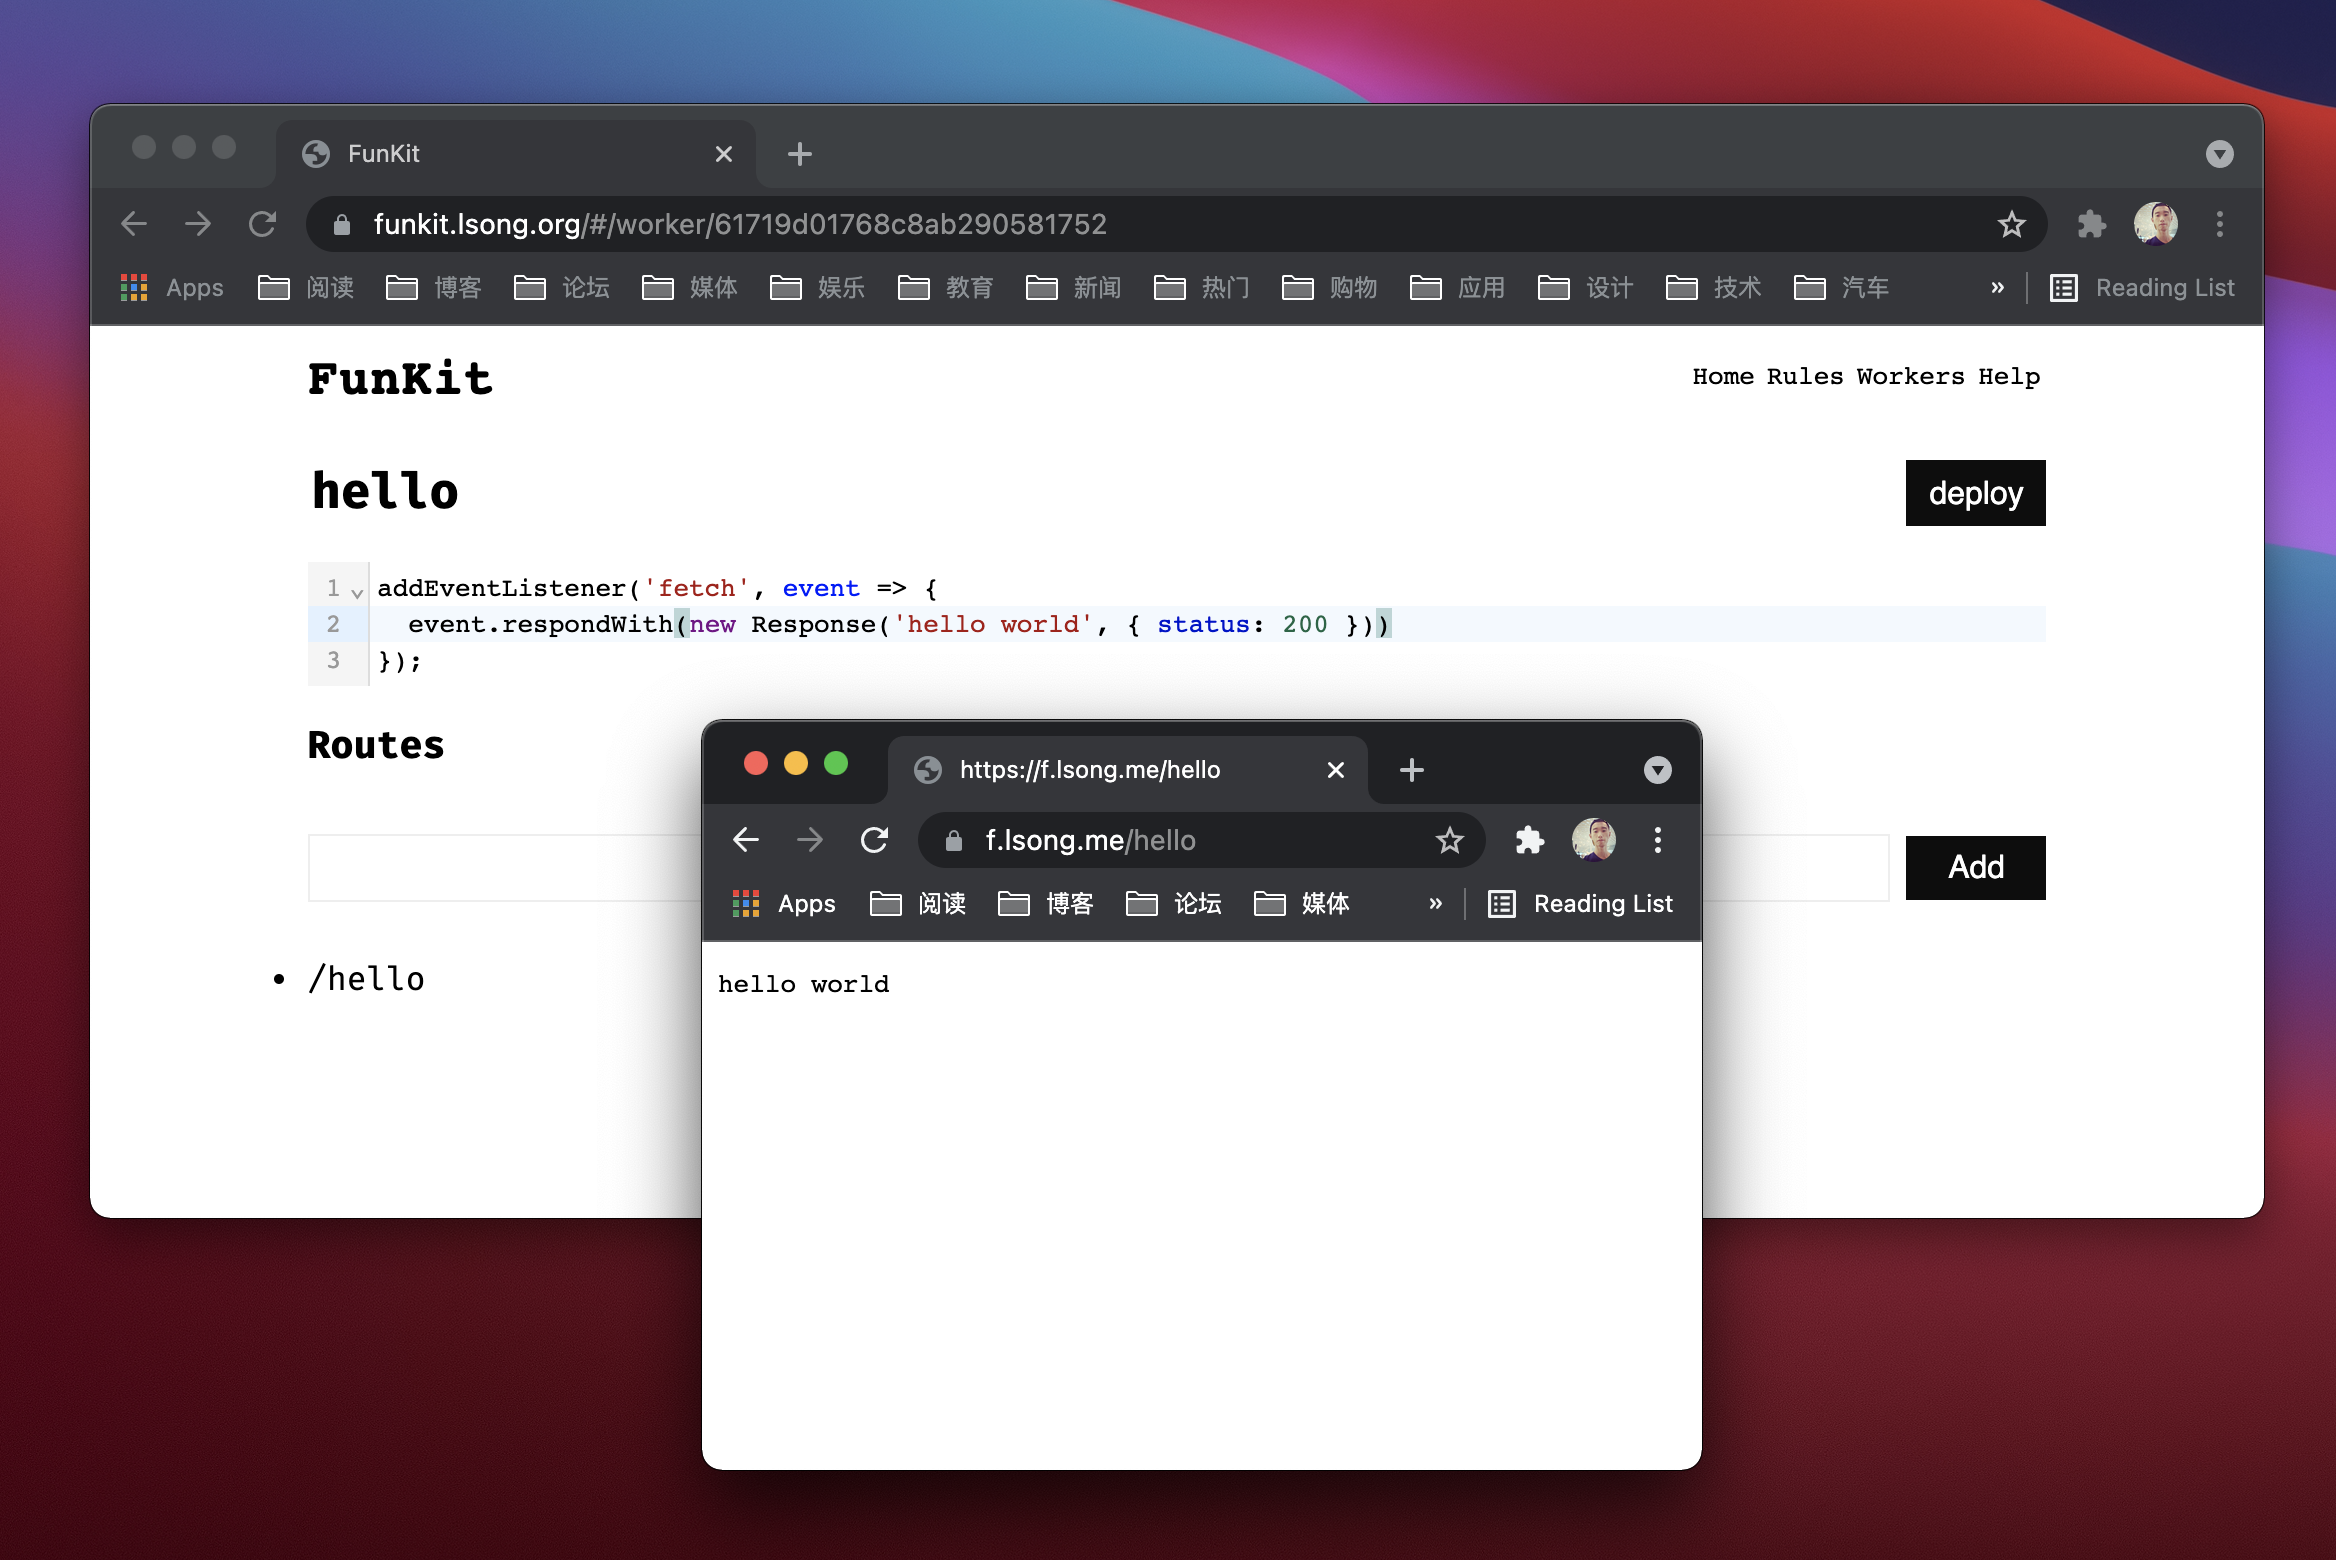 FunKit
funkit.lsong.org/#/worker/61719d01768c8ab290581752
Apps 阅读 博客 论坛 媒体 娱乐 教育 新闻 热门 购物 应用 设计 技术 汽车 » Reading List
FunKit Home Rules Workers Help
hello deploy
1 addEventListener('fetch', event => {
2 event.respondWith(new Response('hello world', { status: 200 }))
3 });
Routes
Add
• /hello
https://f.lsong.me/hello
f.lsong.me/hello
Apps 阅读 博客 论坛 媒体 » Reading List
hello world